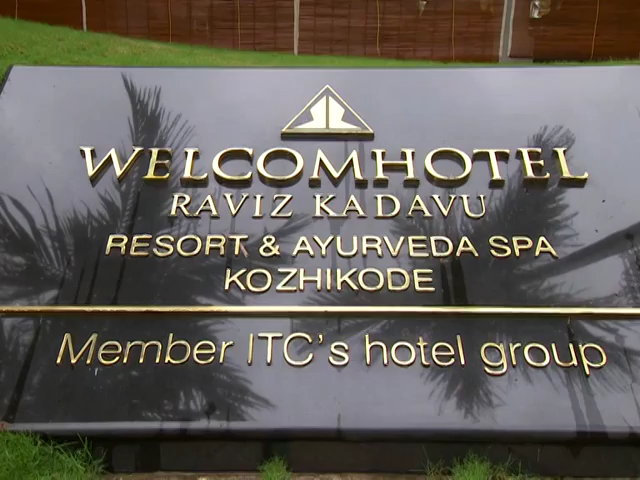 WELCOMHOTEL
RAVIZ KADAVU
RESORT & AYURVEDA SPA
KOZHIKODE
Member ITC's hotel group